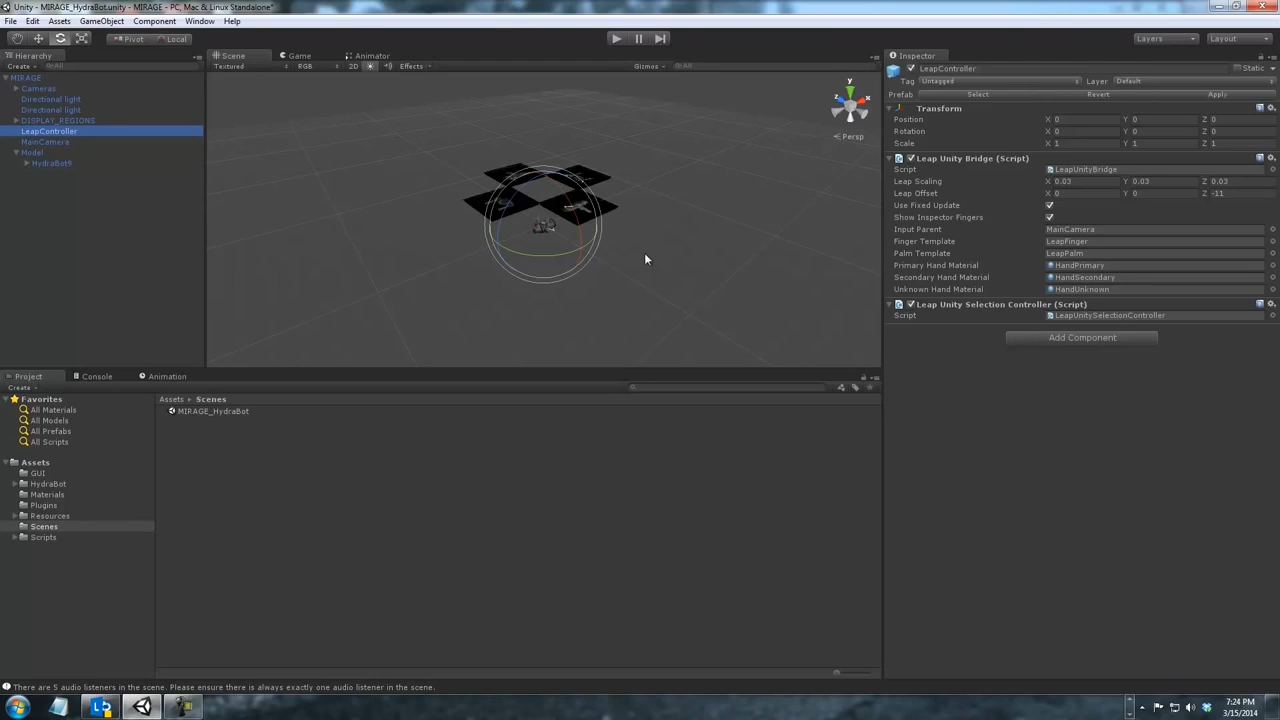 Unity - MIRAGE_HydraBot.unity - MIRAGE - PC, Mac & Linux Standalone*
File Edit Assets GameObject Component Window Help
Pivot Local Layers Layout
Hierarchy
Create All
MIRAGE
Cameras
Directional light
Directional light
DISPLAY_REGIONS
LeapController
MainCamera
Model
HydraBot9
Scene Game Animator
Textured RGB 2D Effects Gizmos All
y
x
z
Persp
Inspector
LeapController Static
Tag Untagged Layer Default
Prefab Select Revert Apply
Transform
Position X 0 Y 0 Z 0
Rotation X 0 Y 0 Z 0
Scale X 1 Y 1 Z 1
Leap Unity Bridge (Script)
Script LeapUnityBridge
Leap Scaling X 0.03 Y 0.03 Z 0.03
Leap Offset X 0 Y 0 Z -11
Use Fixed Update
Show Inspector Fingers
Input Parent MainCamera
Finger Template LeapFinger
Palm Template LeapPalm
Primary Hand Material HandPrimary
Secondary Hand Material HandSecondary
Unknown Hand Material HandUnknown
Leap Unity Selection Controller (Script)
Script LeapUnitySelectionController
Add Component
Project Console Animation
Create
Favorites
All Materials
All Models
All Prefabs
All Scripts
Assets
GUI
HydraBot
Materials
Plugins
Resources
Scenes
Scripts
Assets Scenes
MIRAGE_HydraBot
There are 5 audio listeners in the scene. Please ensure there is always exactly one audio listener in the scene.
7:24 PM
3/15/2014